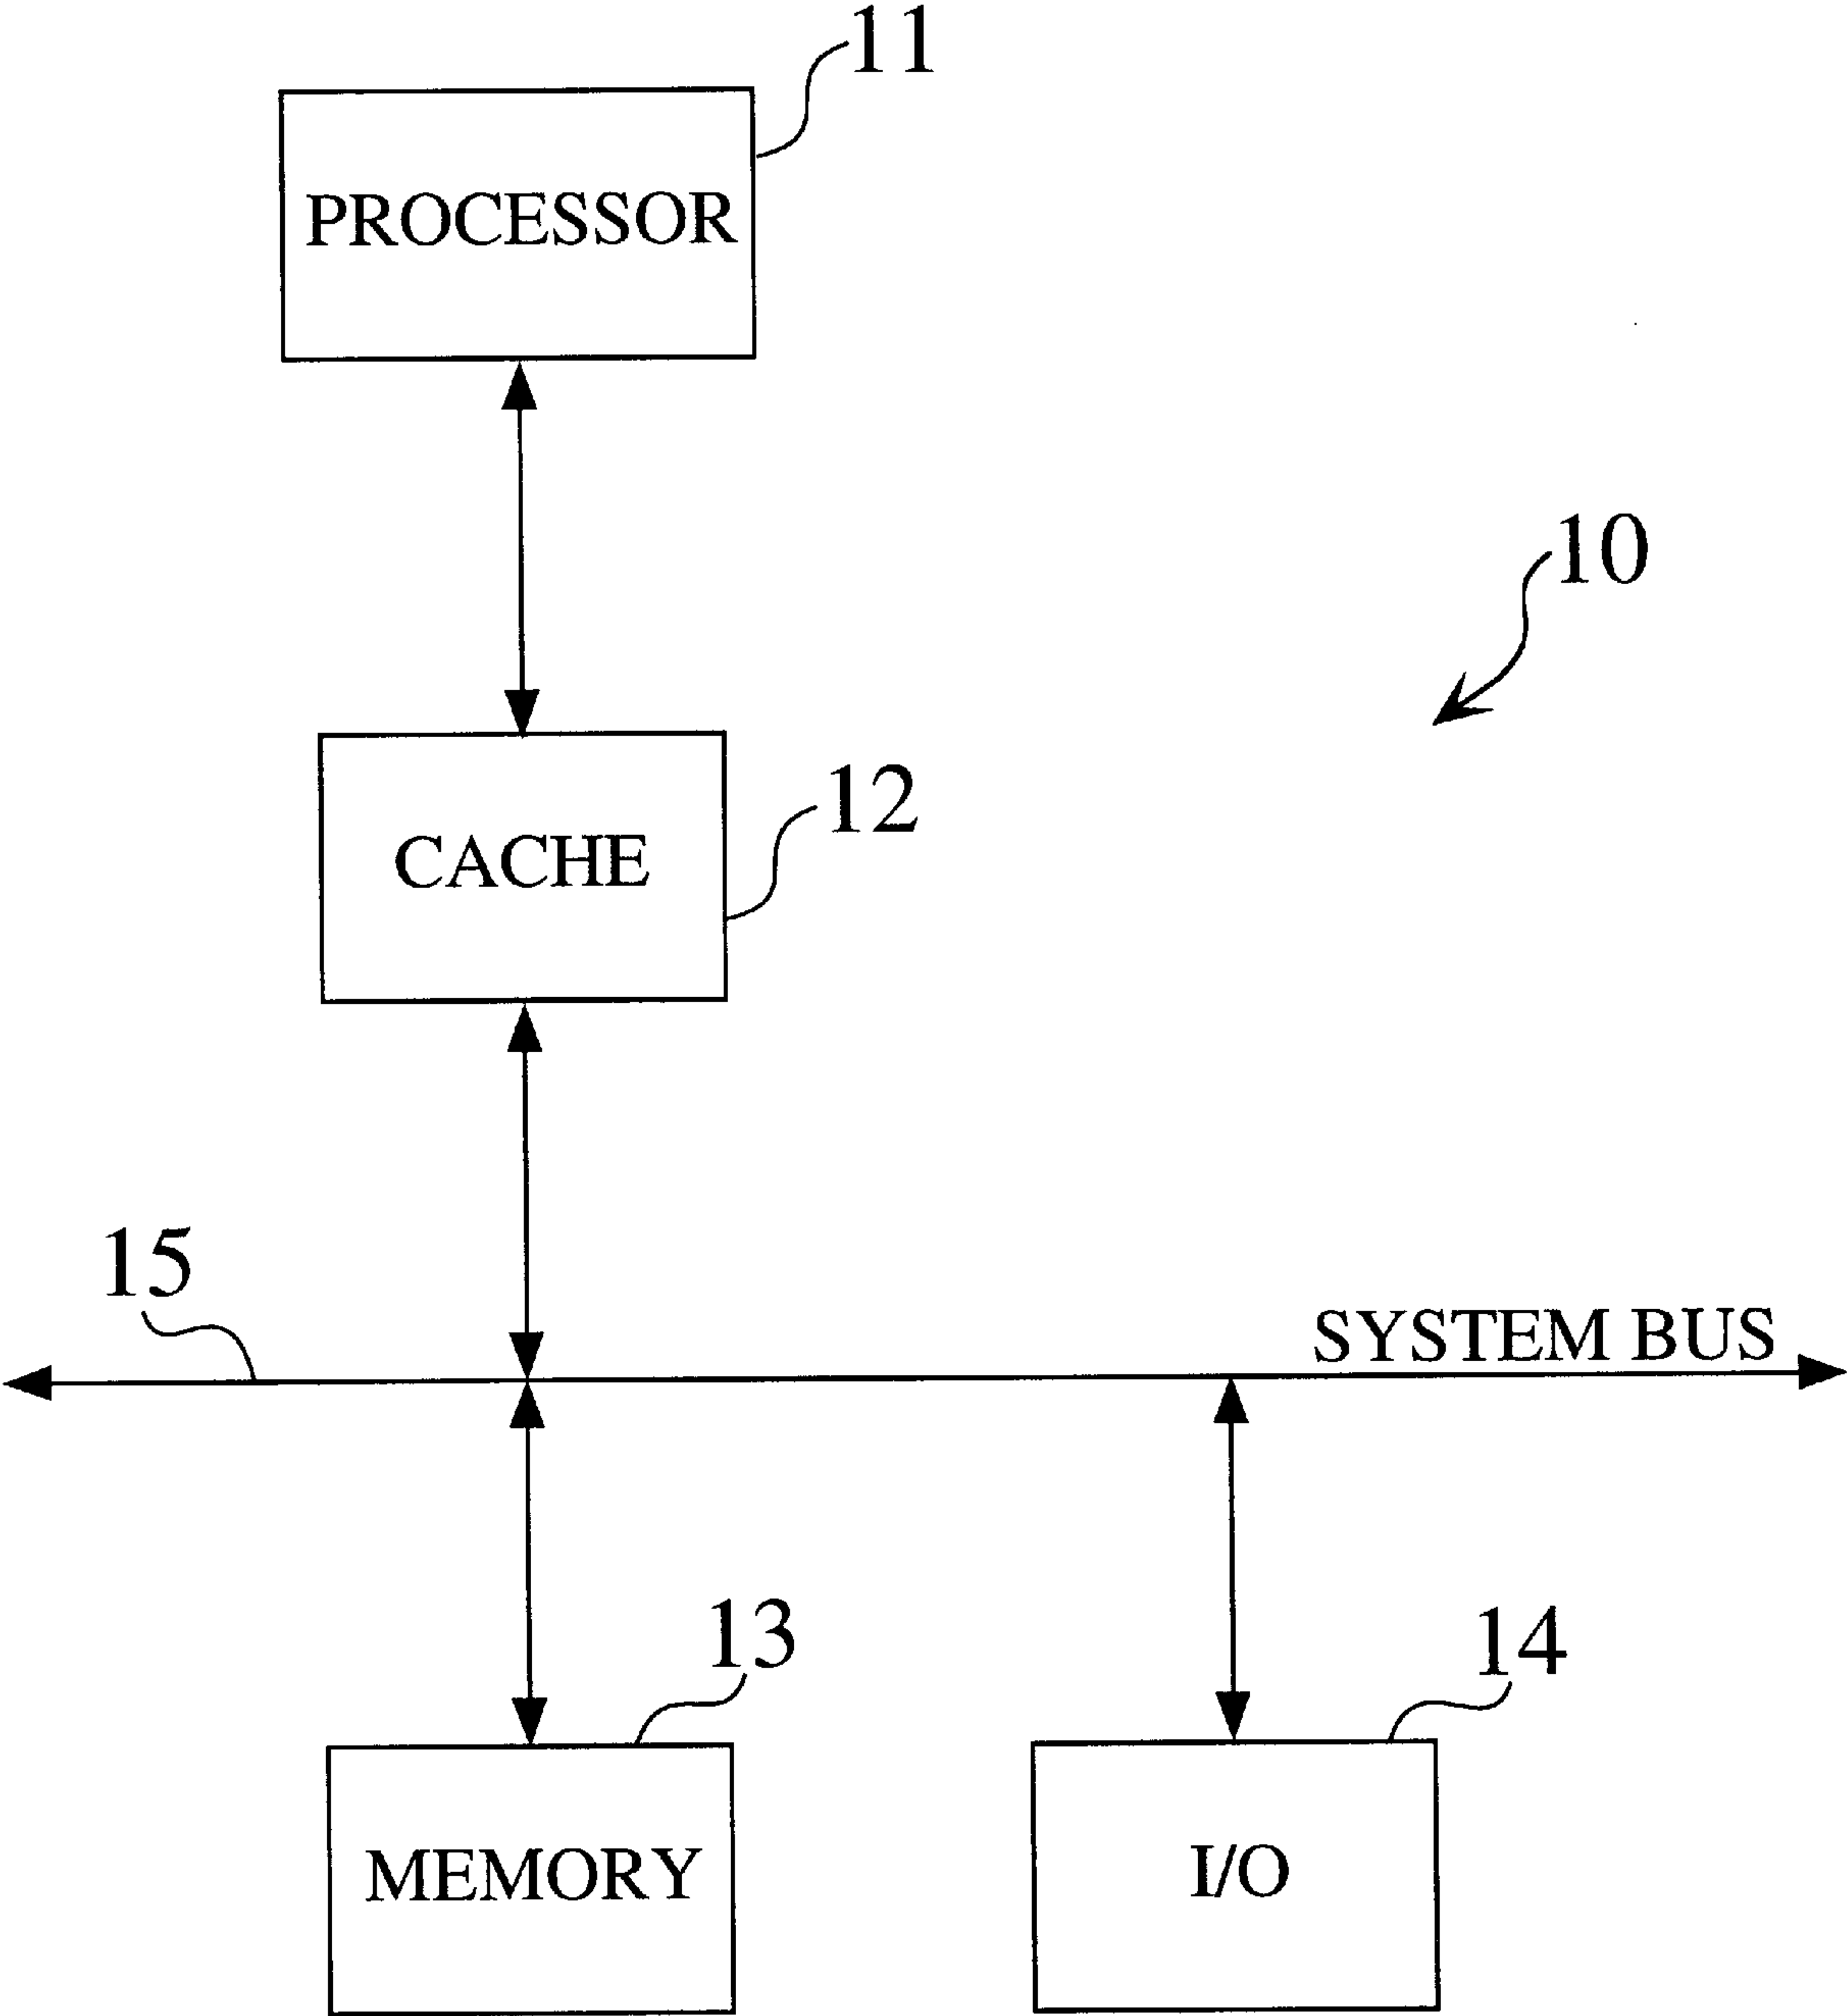 11
PROCESSOR
10
12
CACHE
15
SYSTEM BUS
13
14
MEMORY
I/O